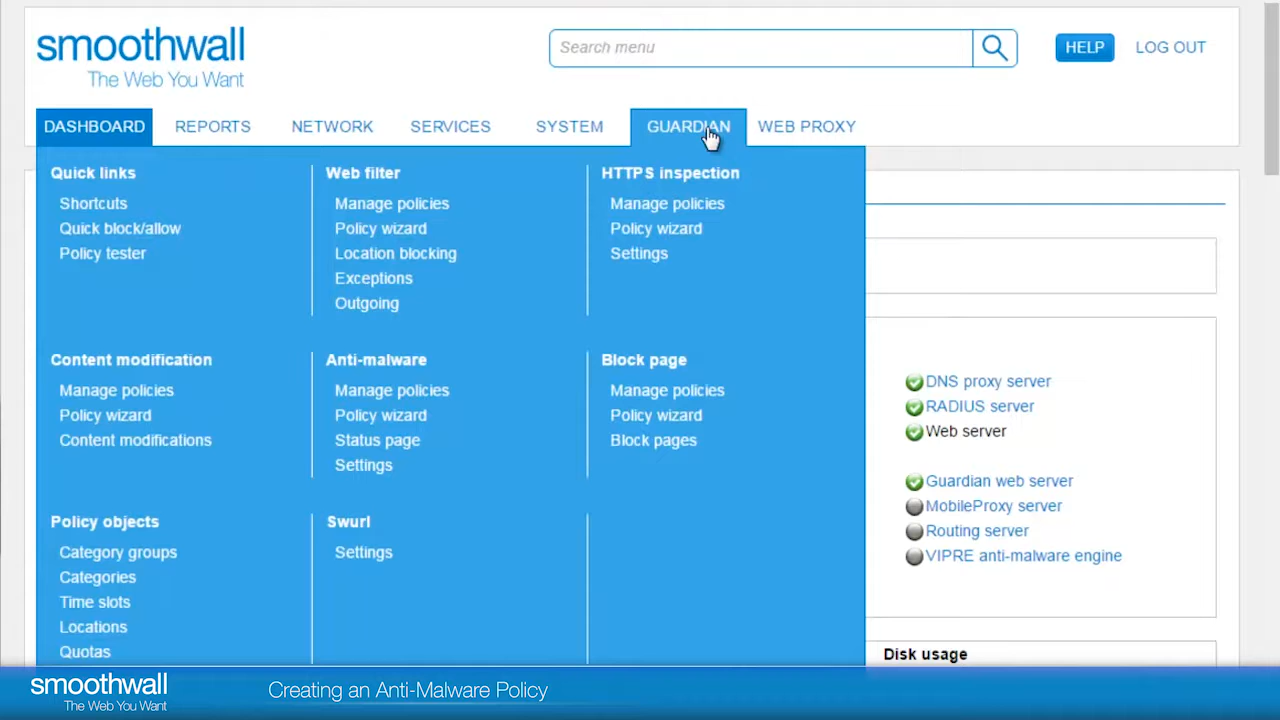 smoothwall
The Web You Want
Search menu
HELP
LOG OUT
DASHBOARD
REPORTS
NETWORK
SERVICES
SYSTEM
GUARDIAN
WEB PROXY
Quick links
Shortcuts
Quick block/allow
Policy tester
Web filter
Manage policies
Policy wizard
Location blocking
Exceptions
Outgoing
HTTPS inspection
Manage policies
Policy wizard
Settings
Content modification
Manage policies
Policy wizard
Content modifications
Anti-malware
Manage policies
Policy wizard
Status page
Settings
Block page
Manage policies
Policy wizard
Block pages
Policy objects
Category groups
Categories
Time slots
Locations
Quotas
Swurl
Settings
DNS proxy server
RADIUS server
Web server
Guardian web server
MobileProxy server
Routing server
VIPRE anti-malware engine
Disk usage
smoothwall
The Web You Want
Creating an Anti-Malware Policy